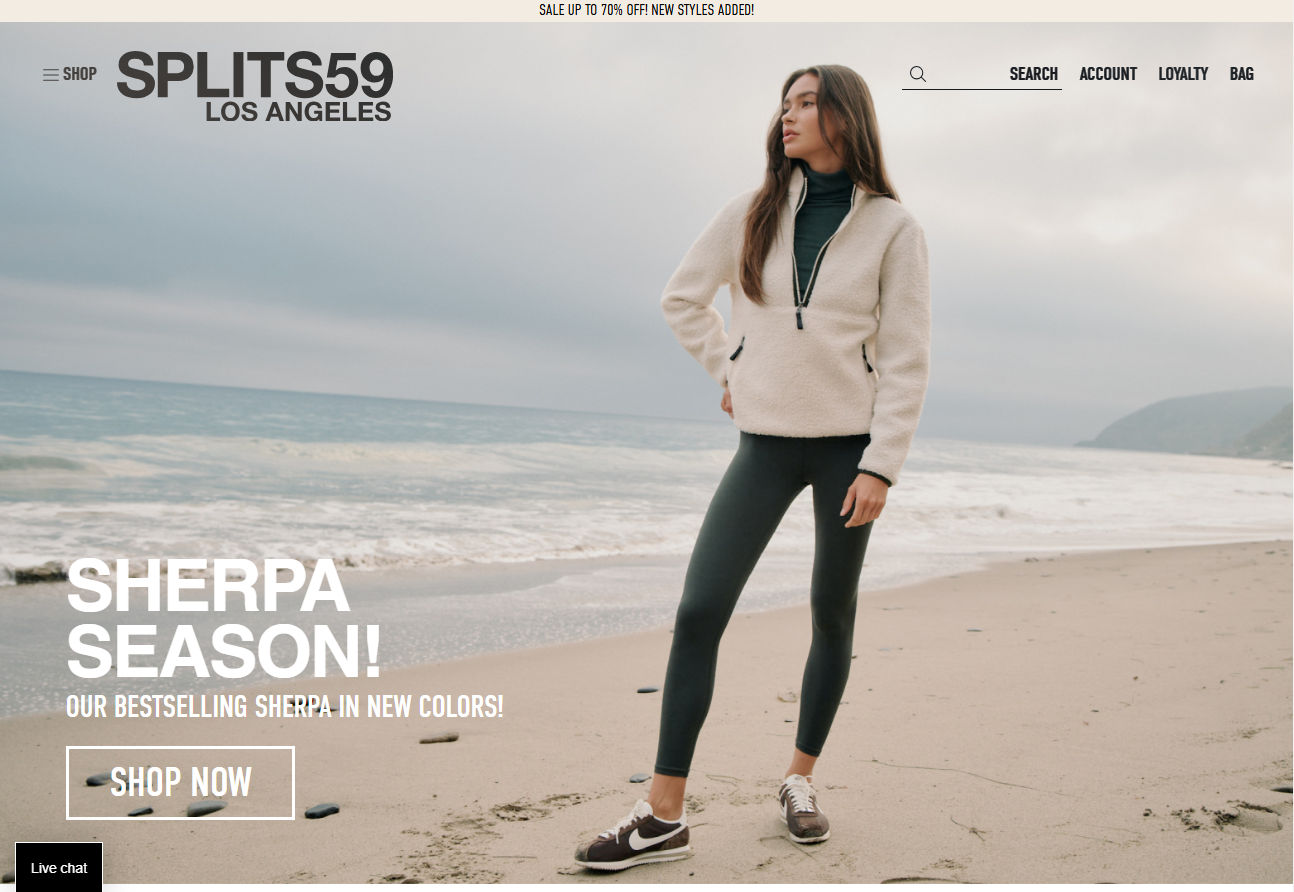 SALE UP TO 70% OFF! NEW STYLES ADDED!
SHOP
SPLITS59
LOS ANGELES
SEARCH ACCOUNT LOYALTY BAG
SHERPA
SEASON!
OUR BESTSELLING SHERPA IN NEW COLORS!
SHOP NOW
Live chat